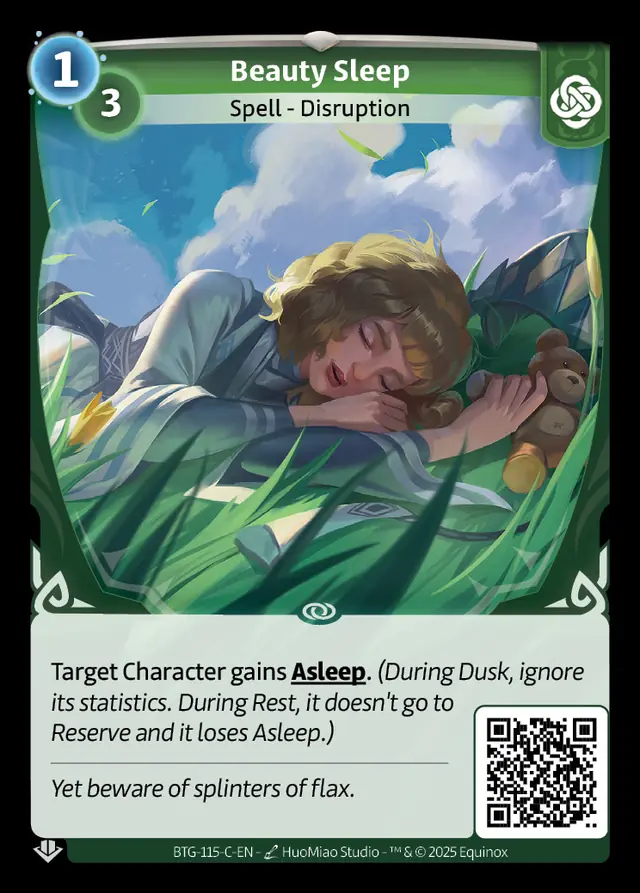 1
Beauty Sleep
3
Spell - Disruption
Target Character gains Asleep. (During Dusk, ignore
its statistics. During Rest, it doesn't go to
Reserve and it loses Asleep.)
Yet beware of splinters of flax.
BTG-115-C-EN - HuoMiao Studio - ™ & © 2025 Equinox